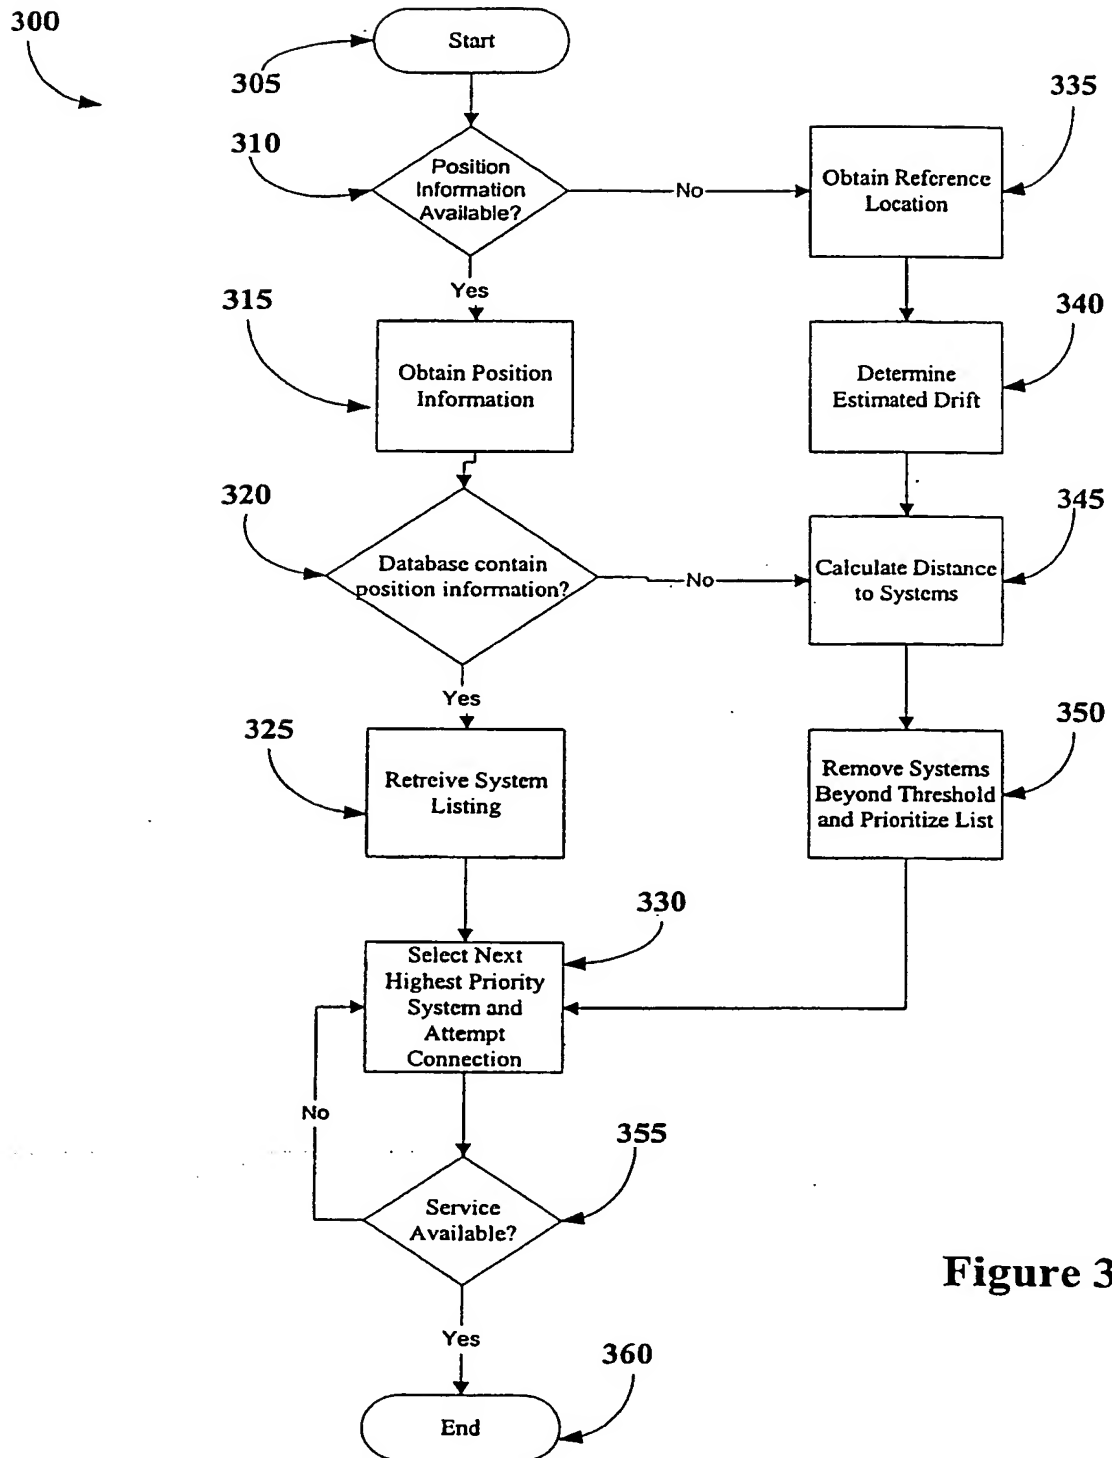 300
Start
305
335
310
Position
Information
Available?
No
Obtain Reference
Location
Yes
315
340
Obtain Position
Information
Determine
Estimated Drift
320
345
Database contain
position information?
No
Calculate Distance
to Systems
Yes
325
350
Retreive System
Listing
Remove Systems
Beyond Threshold
and Prioritize List
330
Select Next
Highest Priority
System and
Attempt
Connection
No
355
Service
Available?
Figure 3
Yes
360
End